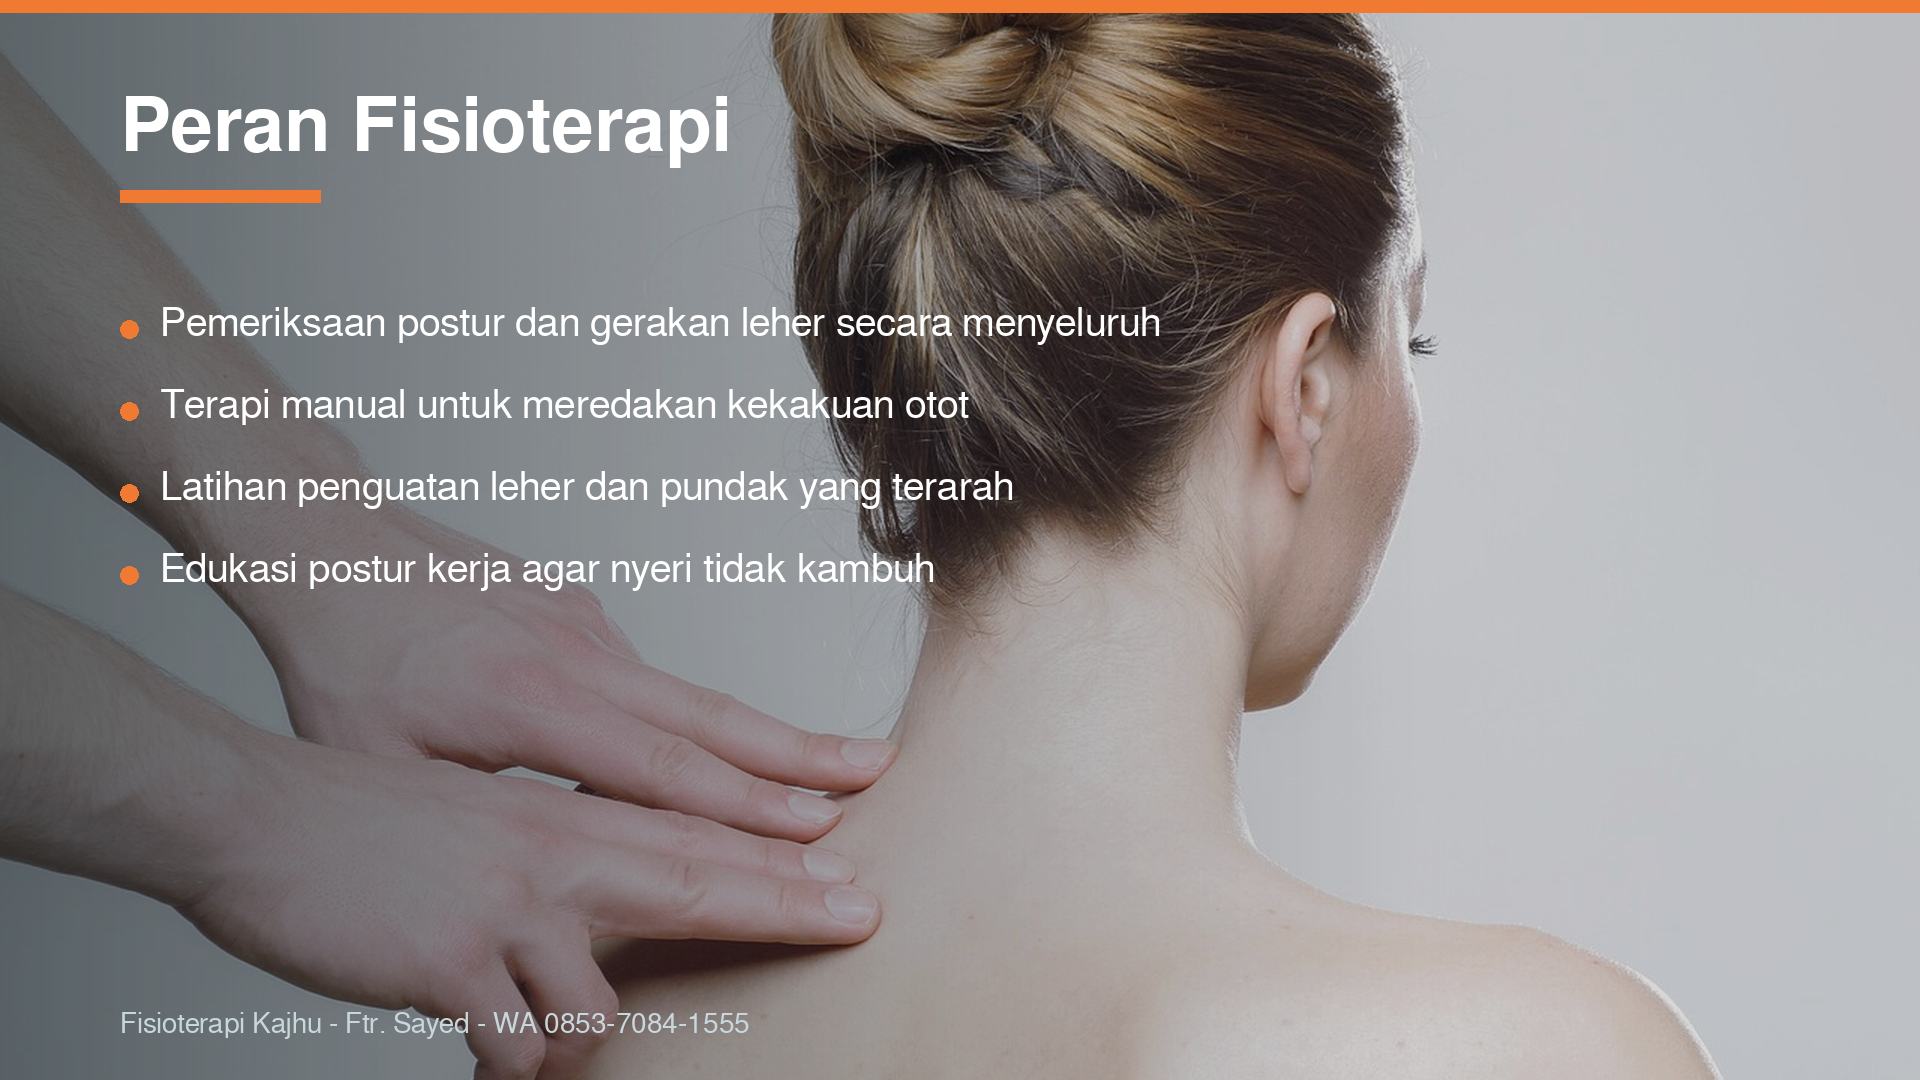 Peran Fisioterapi
Pemeriksaan postur dan gerakan leher secara menyeluruh
Terapi manual untuk meredakan kekakuan otot
Latihan penguatan leher dan pundak yang terarah
Edukasi postur kerja agar nyeri tidak kambuh
Fisioterapi Kajhu - Ftr. Sayed - WA 0853-7084-1555